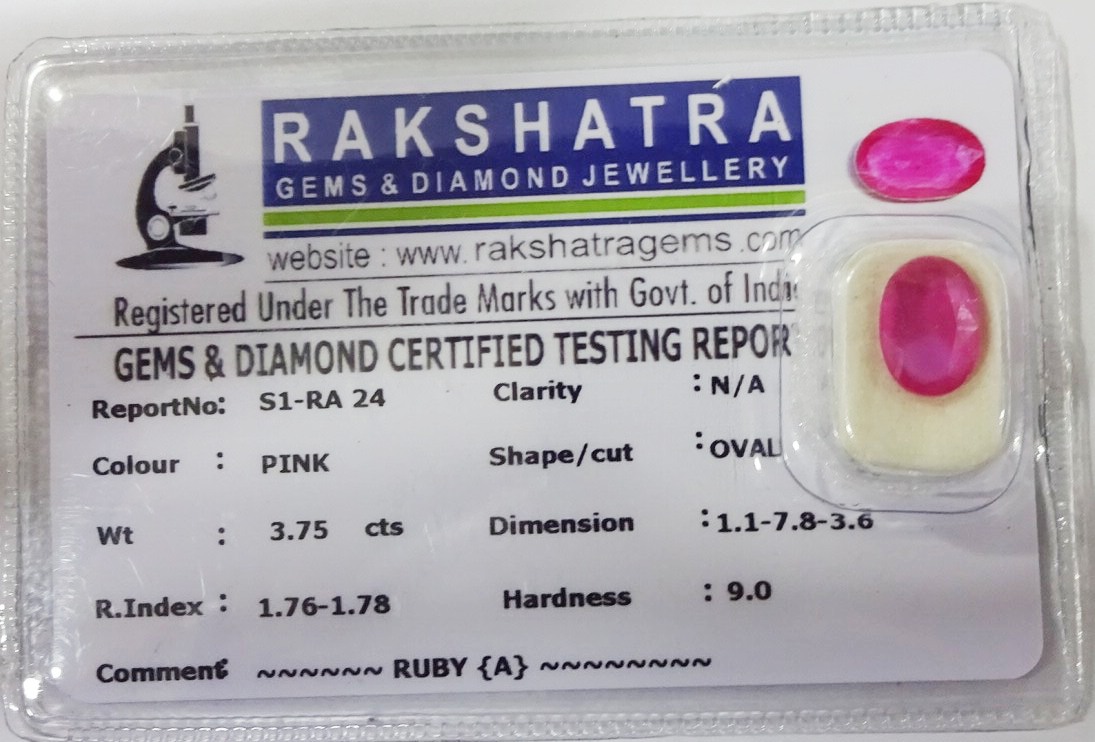 RAKSHATRA
GEMS & DIAMOND JEWELLERY
website : www.rakshatragems.com
Registered Under The Trade Marks with Govt. of India
GEMS & DIAMOND CERTIFIED TESTING REPORT
ReportNo: S1-RA 24 Clarity : N/A
Colour : PINK Shape/cut : OVAL
Wt : 3.75 cts Dimension : 1.1-7.8-3.6
R.Index : 1.76-1.78 Hardness : 9.0
Comment : ~~~~~~ RUBY {A} ~~~~~~~~